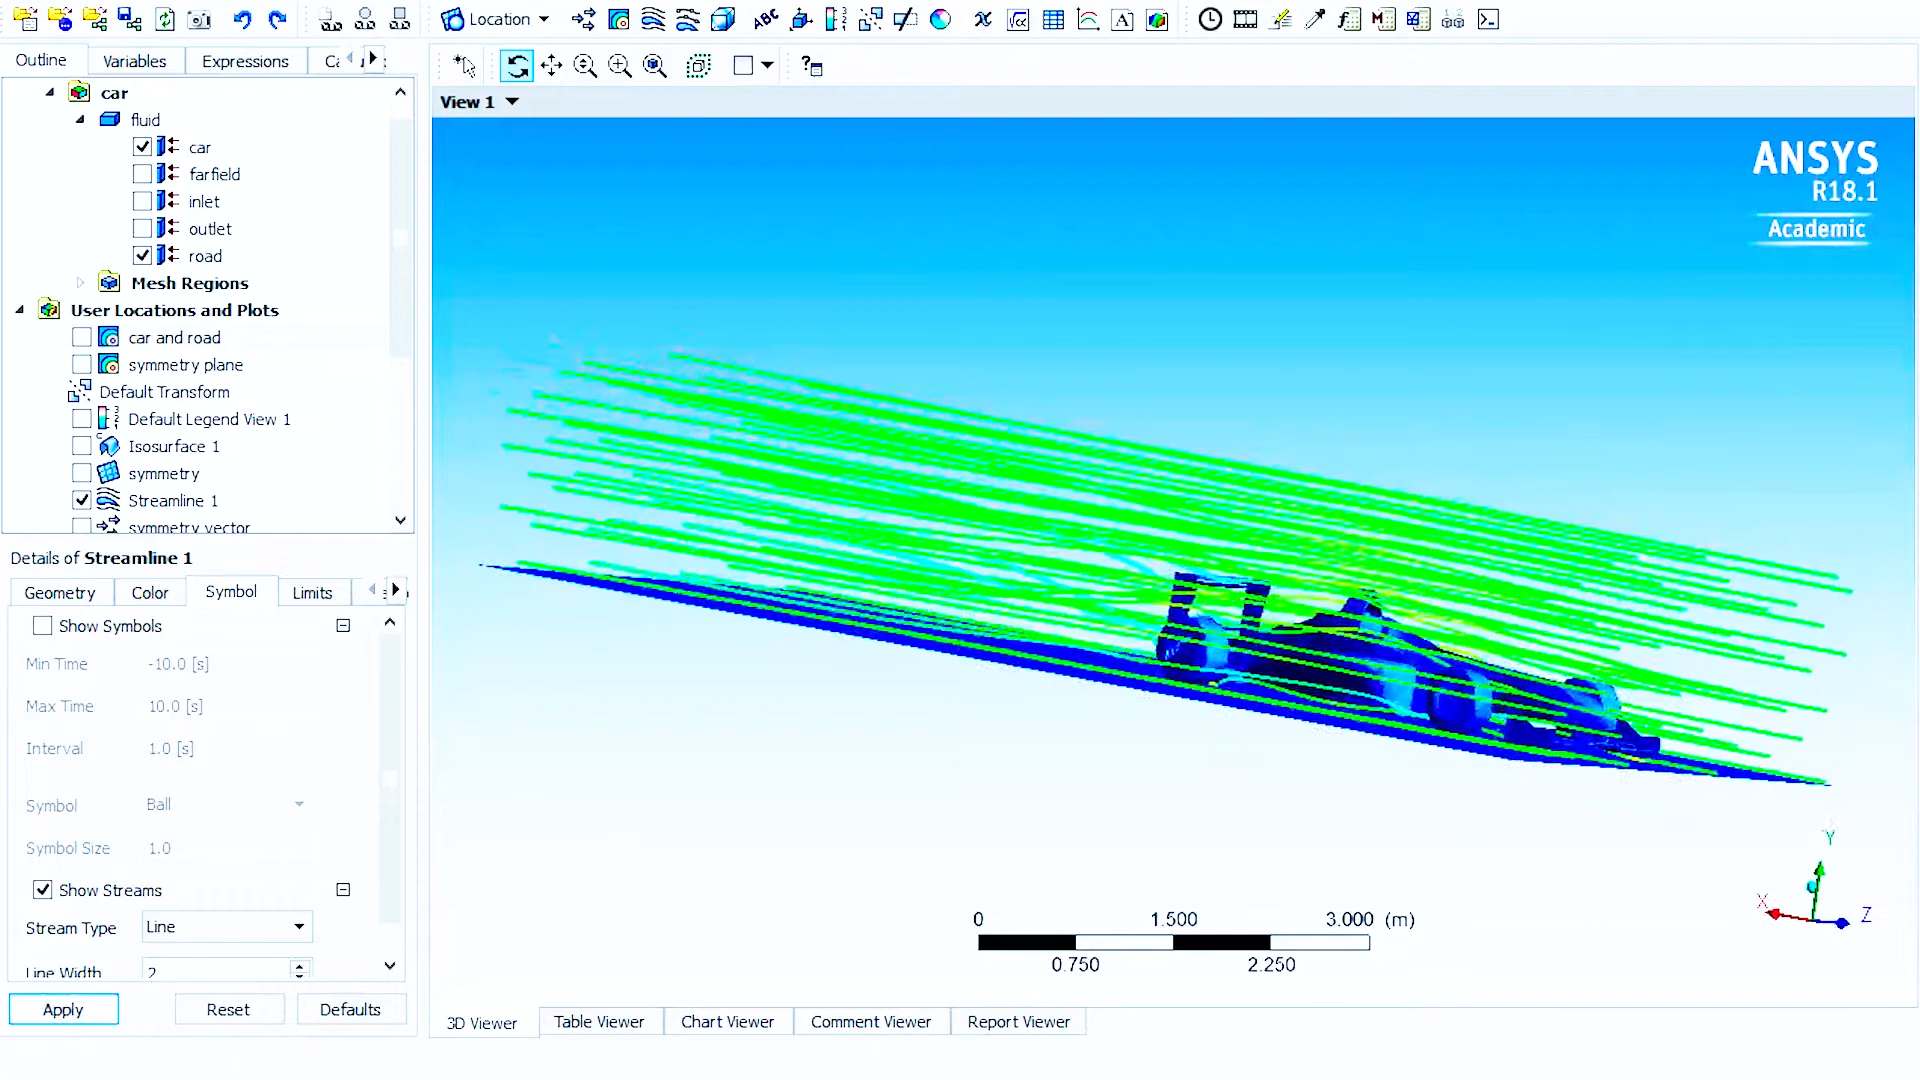 Location
Outline
Variables
Expressions
View 1
car
fluid
car
farfield
inlet
outlet
road
Mesh Regions
User Locations and Plots
car and road
symmetry plane
Default Transform
Default Legend View 1
Isosurface 1
symmetry
Streamline 1
symmetry vector
ANSYS
R18.1
Academic
Details of Streamline 1
Geometry
Color
Symbol
Limits
Show Symbols
Min Time -10.0 [s]
Max Time 10.0 [s]
Interval 1.0 [s]
Symbol Ball
Symbol Size 1.0
Show Streams
Stream Type Line
Line Width 2
Apply
Reset
Defaults
Y
X
Z
0 1.500 3.000 (m)
0.750 2.250
3D Viewer
Table Viewer
Chart Viewer
Comment Viewer
Report Viewer